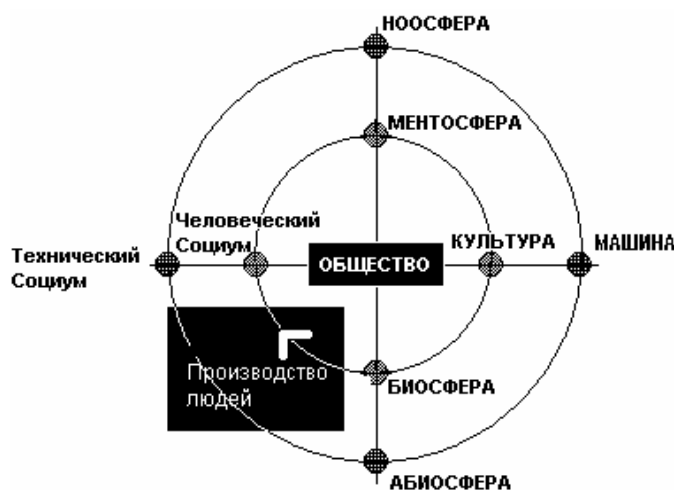 НООСФЕРА
МЕНТОСФЕРА
Человеческий
Социум
Технический
Социум
ОБЩЕСТВО
КУЛЬТУРА
МАШИНА
Производство
людей
БИОСФЕРА
АБИОСФЕРА